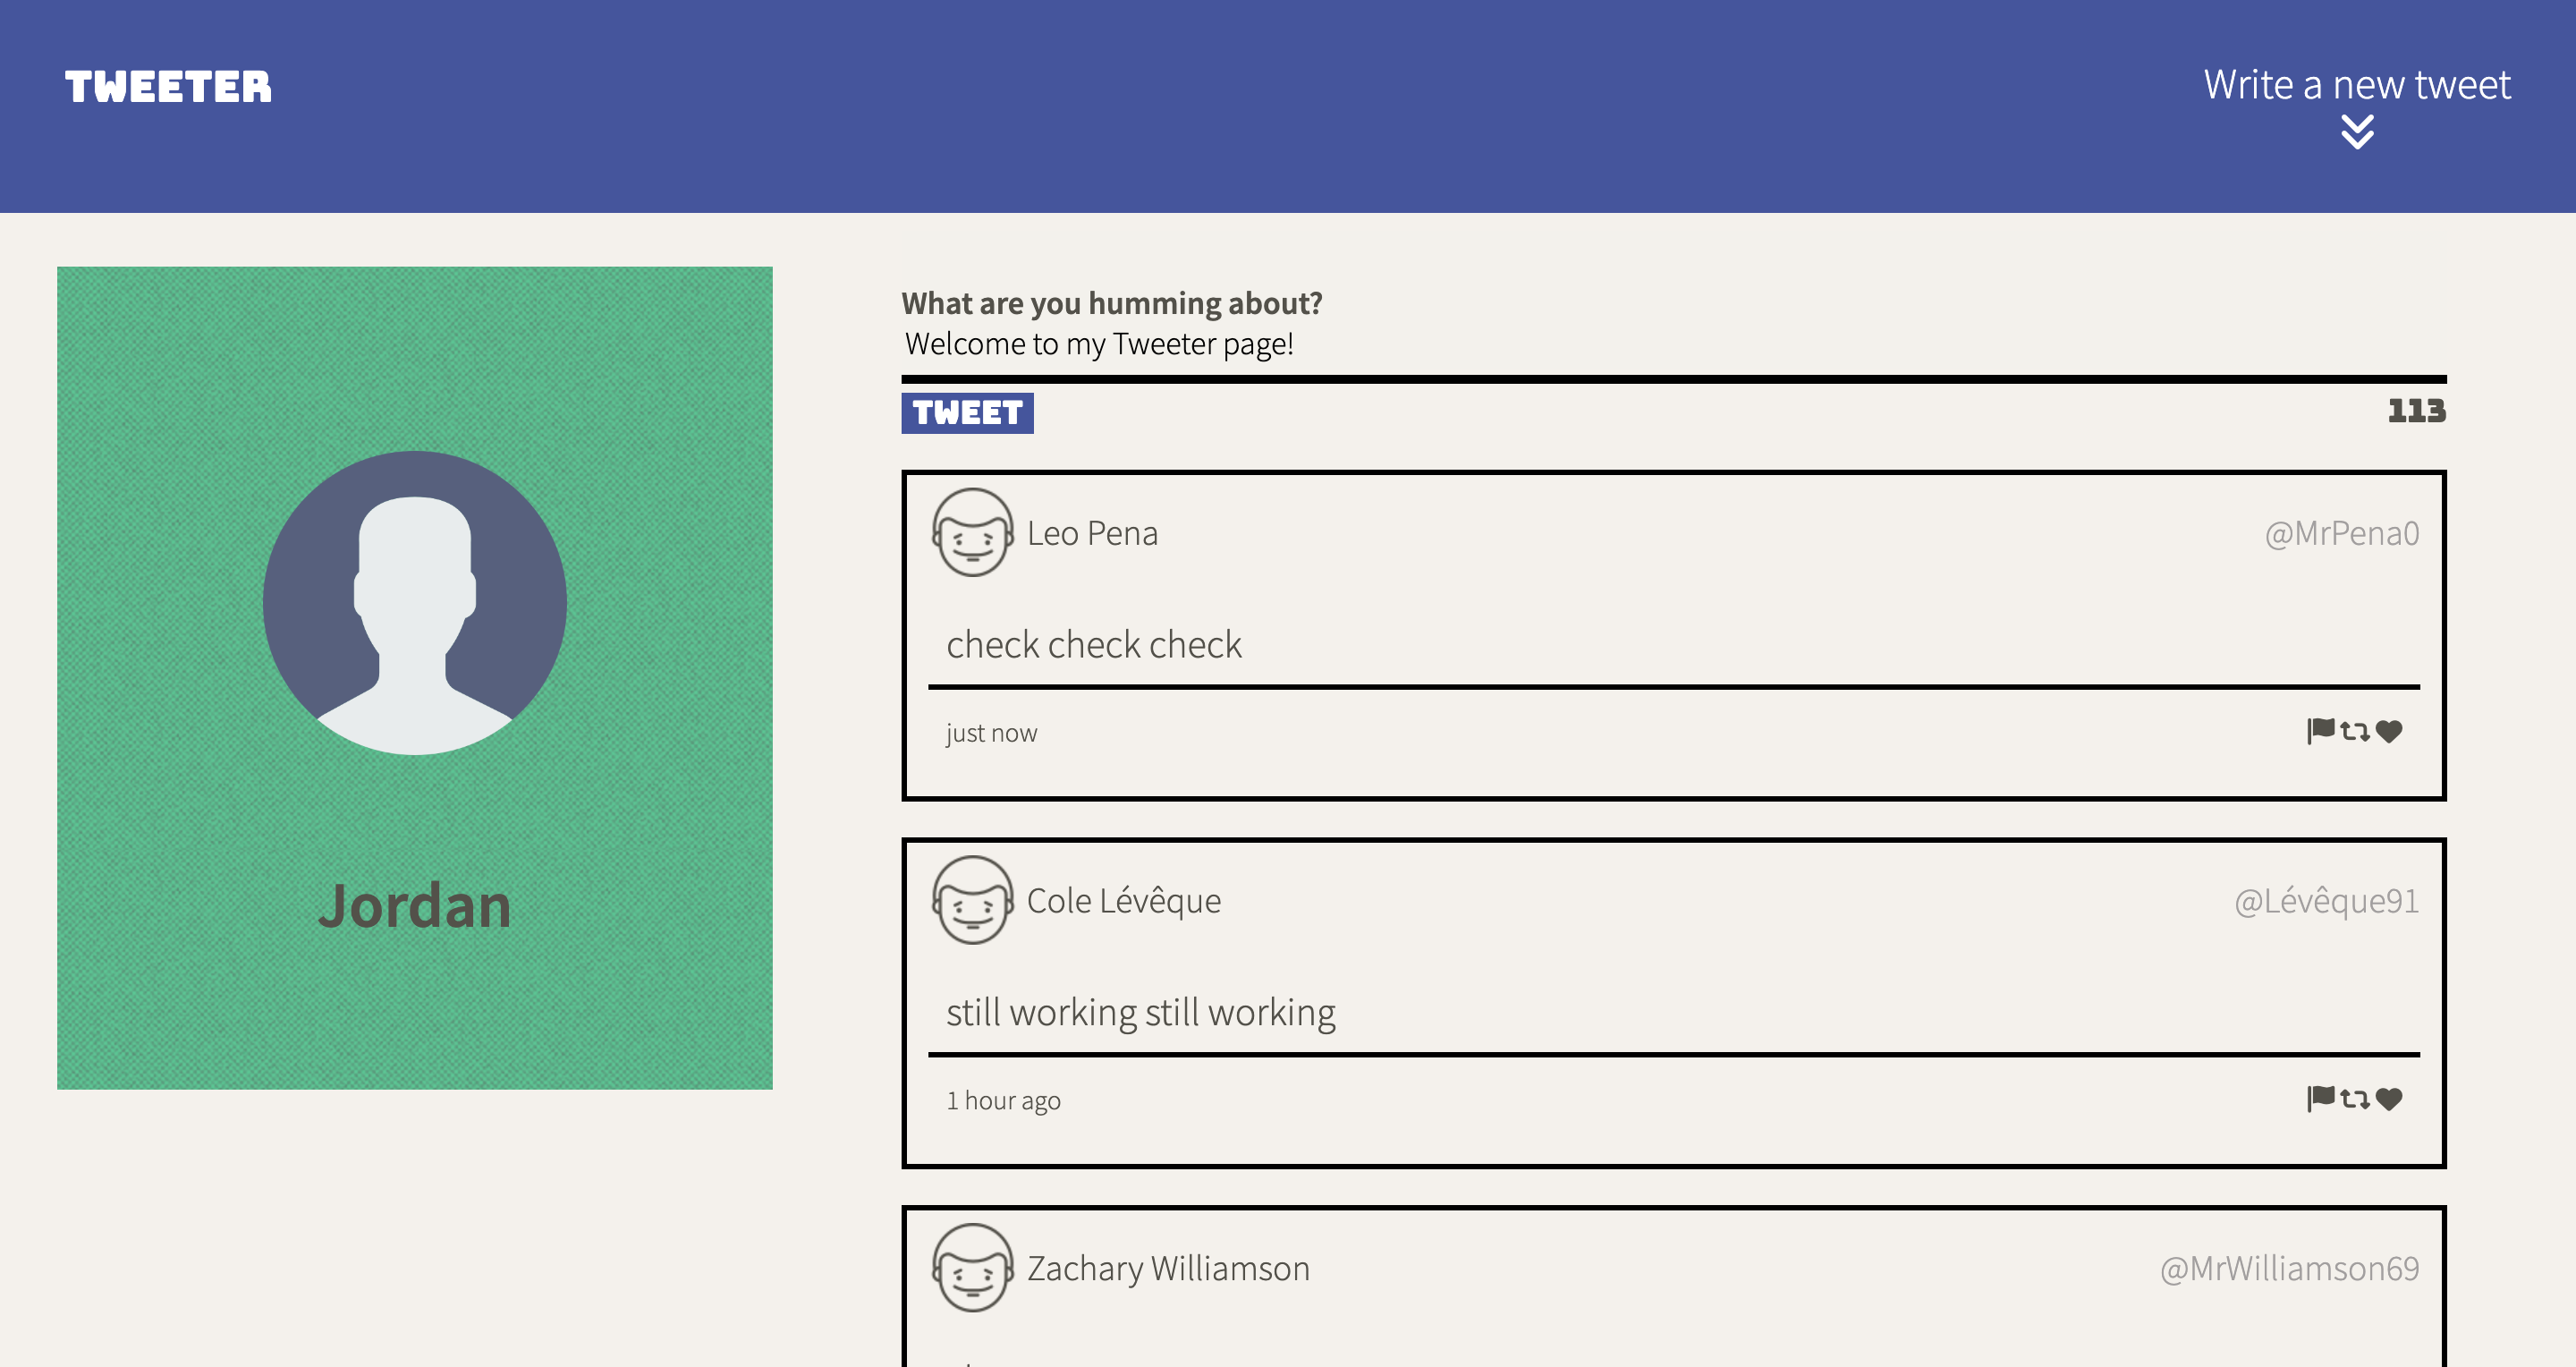 TWEETER
Write a new tweet
Jordan
What are you humming about?
Welcome to my Tweeter page!
TWEET
113
Leo Pena
@MrPena0
check check check
just now
Cole Lévêque
@Lévêque91
still working still working
1 hour ago
Zachary Williamson
@MrWilliamson69